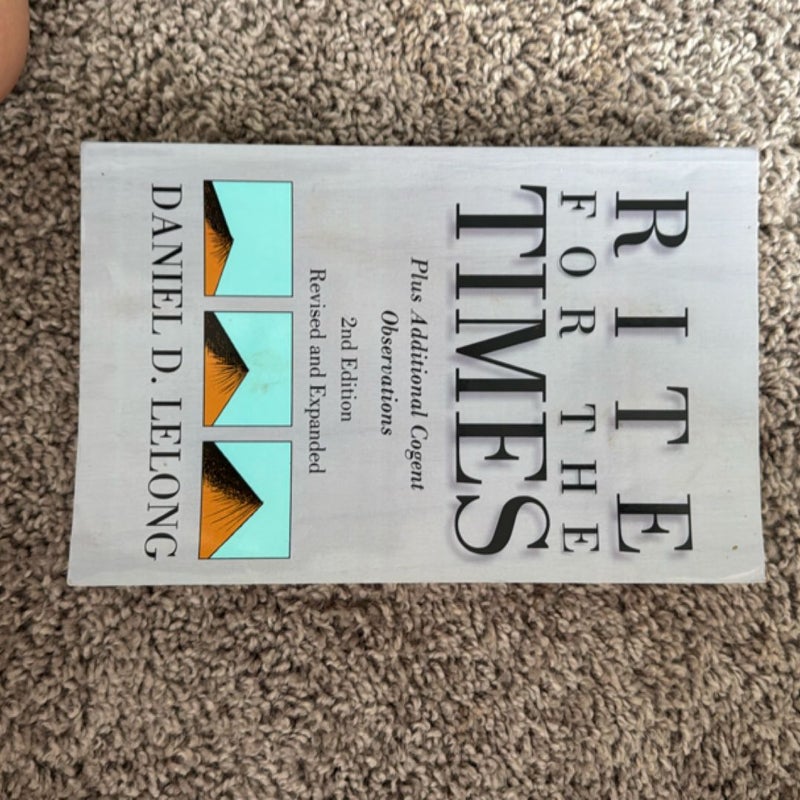 RITE
FOR THE
TIMES
Plus Additional Cogent
Observations
2nd Edition
Revised and Expanded
DANIEL D. LELONG